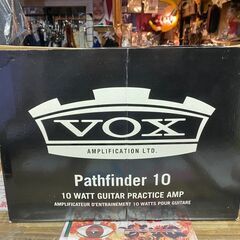 VOX
AMPLIFICATION LTD.
Pathfinder 10
10 WATT GUITAR PRACTICE AMP
AMPLIFICATEUR D'ENTRAINEMENT 10 WATTS POUR GUITARE